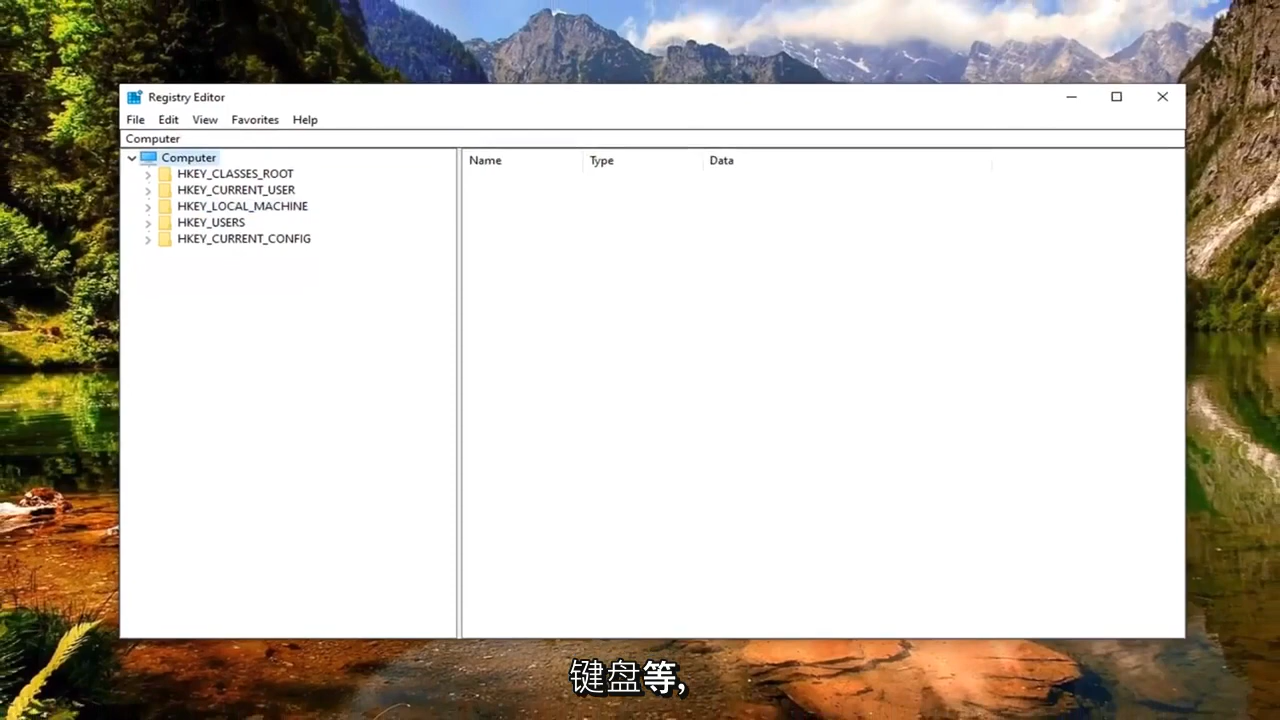 Registry Editor
File Edit View Favorites Help
Computer
Computer
HKEY_CLASSES_ROOT
HKEY_CURRENT_USER
HKEY_LOCAL_MACHINE
HKEY_USERS
HKEY_CURRENT_CONFIG
Name Type Data
键盘等,